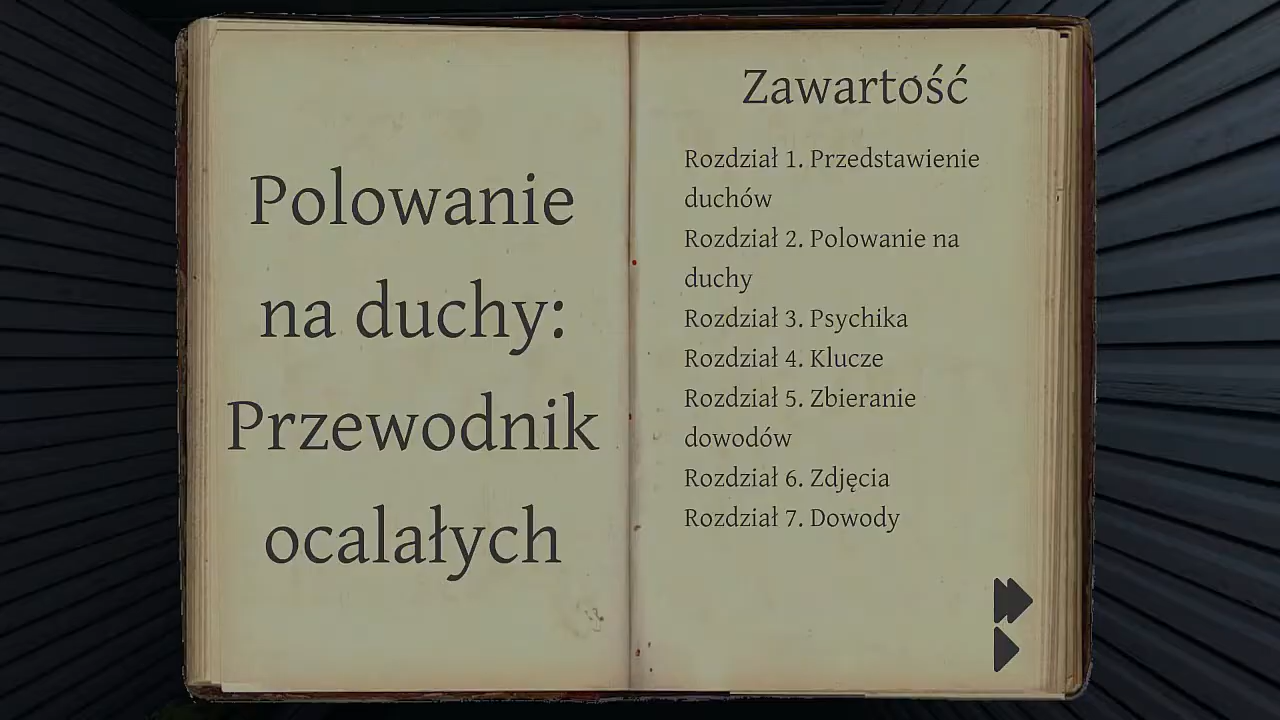 Polowanie
na duchy:
Przewodnik
ocalałych
Zawartość
Rozdział 1. Przedstawienie
duchów
Rozdział 2. Polowanie na
duchy
Rozdział 3. Psychika
Rozdział 4. Klucze
Rozdział 5. Zbieranie
dowodów
Rozdział 6. Zdjęcia
Rozdział 7. Dowody